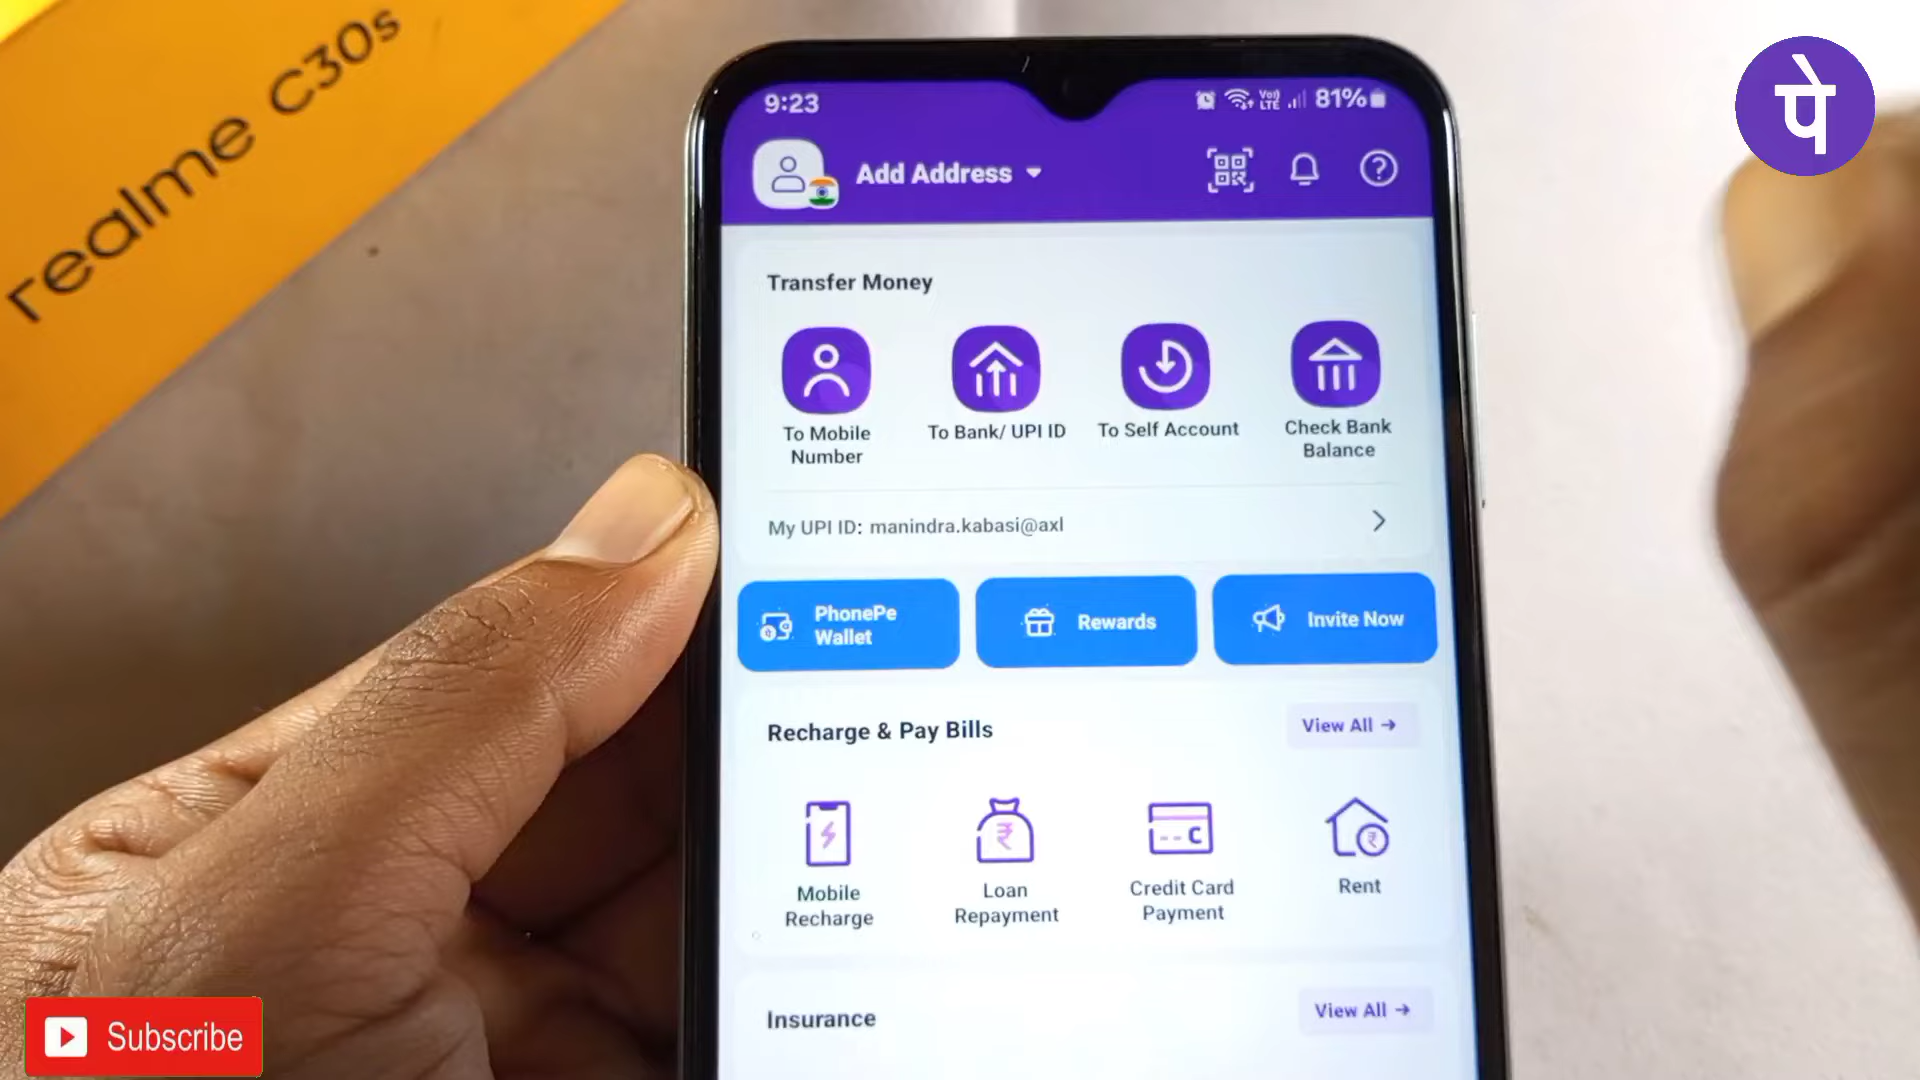 realme C30s
पे
9:23
Vo)
LTE
81%
Add Address
Transfer Money
To Mobile
Number
To Bank/ UPI ID
To Self Account
Check Bank
Balance
My UPI ID: manindra.kabasi@axl
PhonePe
Wallet
Rewards
Invite Now
Recharge & Pay Bills
View All →
Mobile
Recharge
Loan
Repayment
Credit Card
Payment
Rent
Insurance
View All →
Subscribe